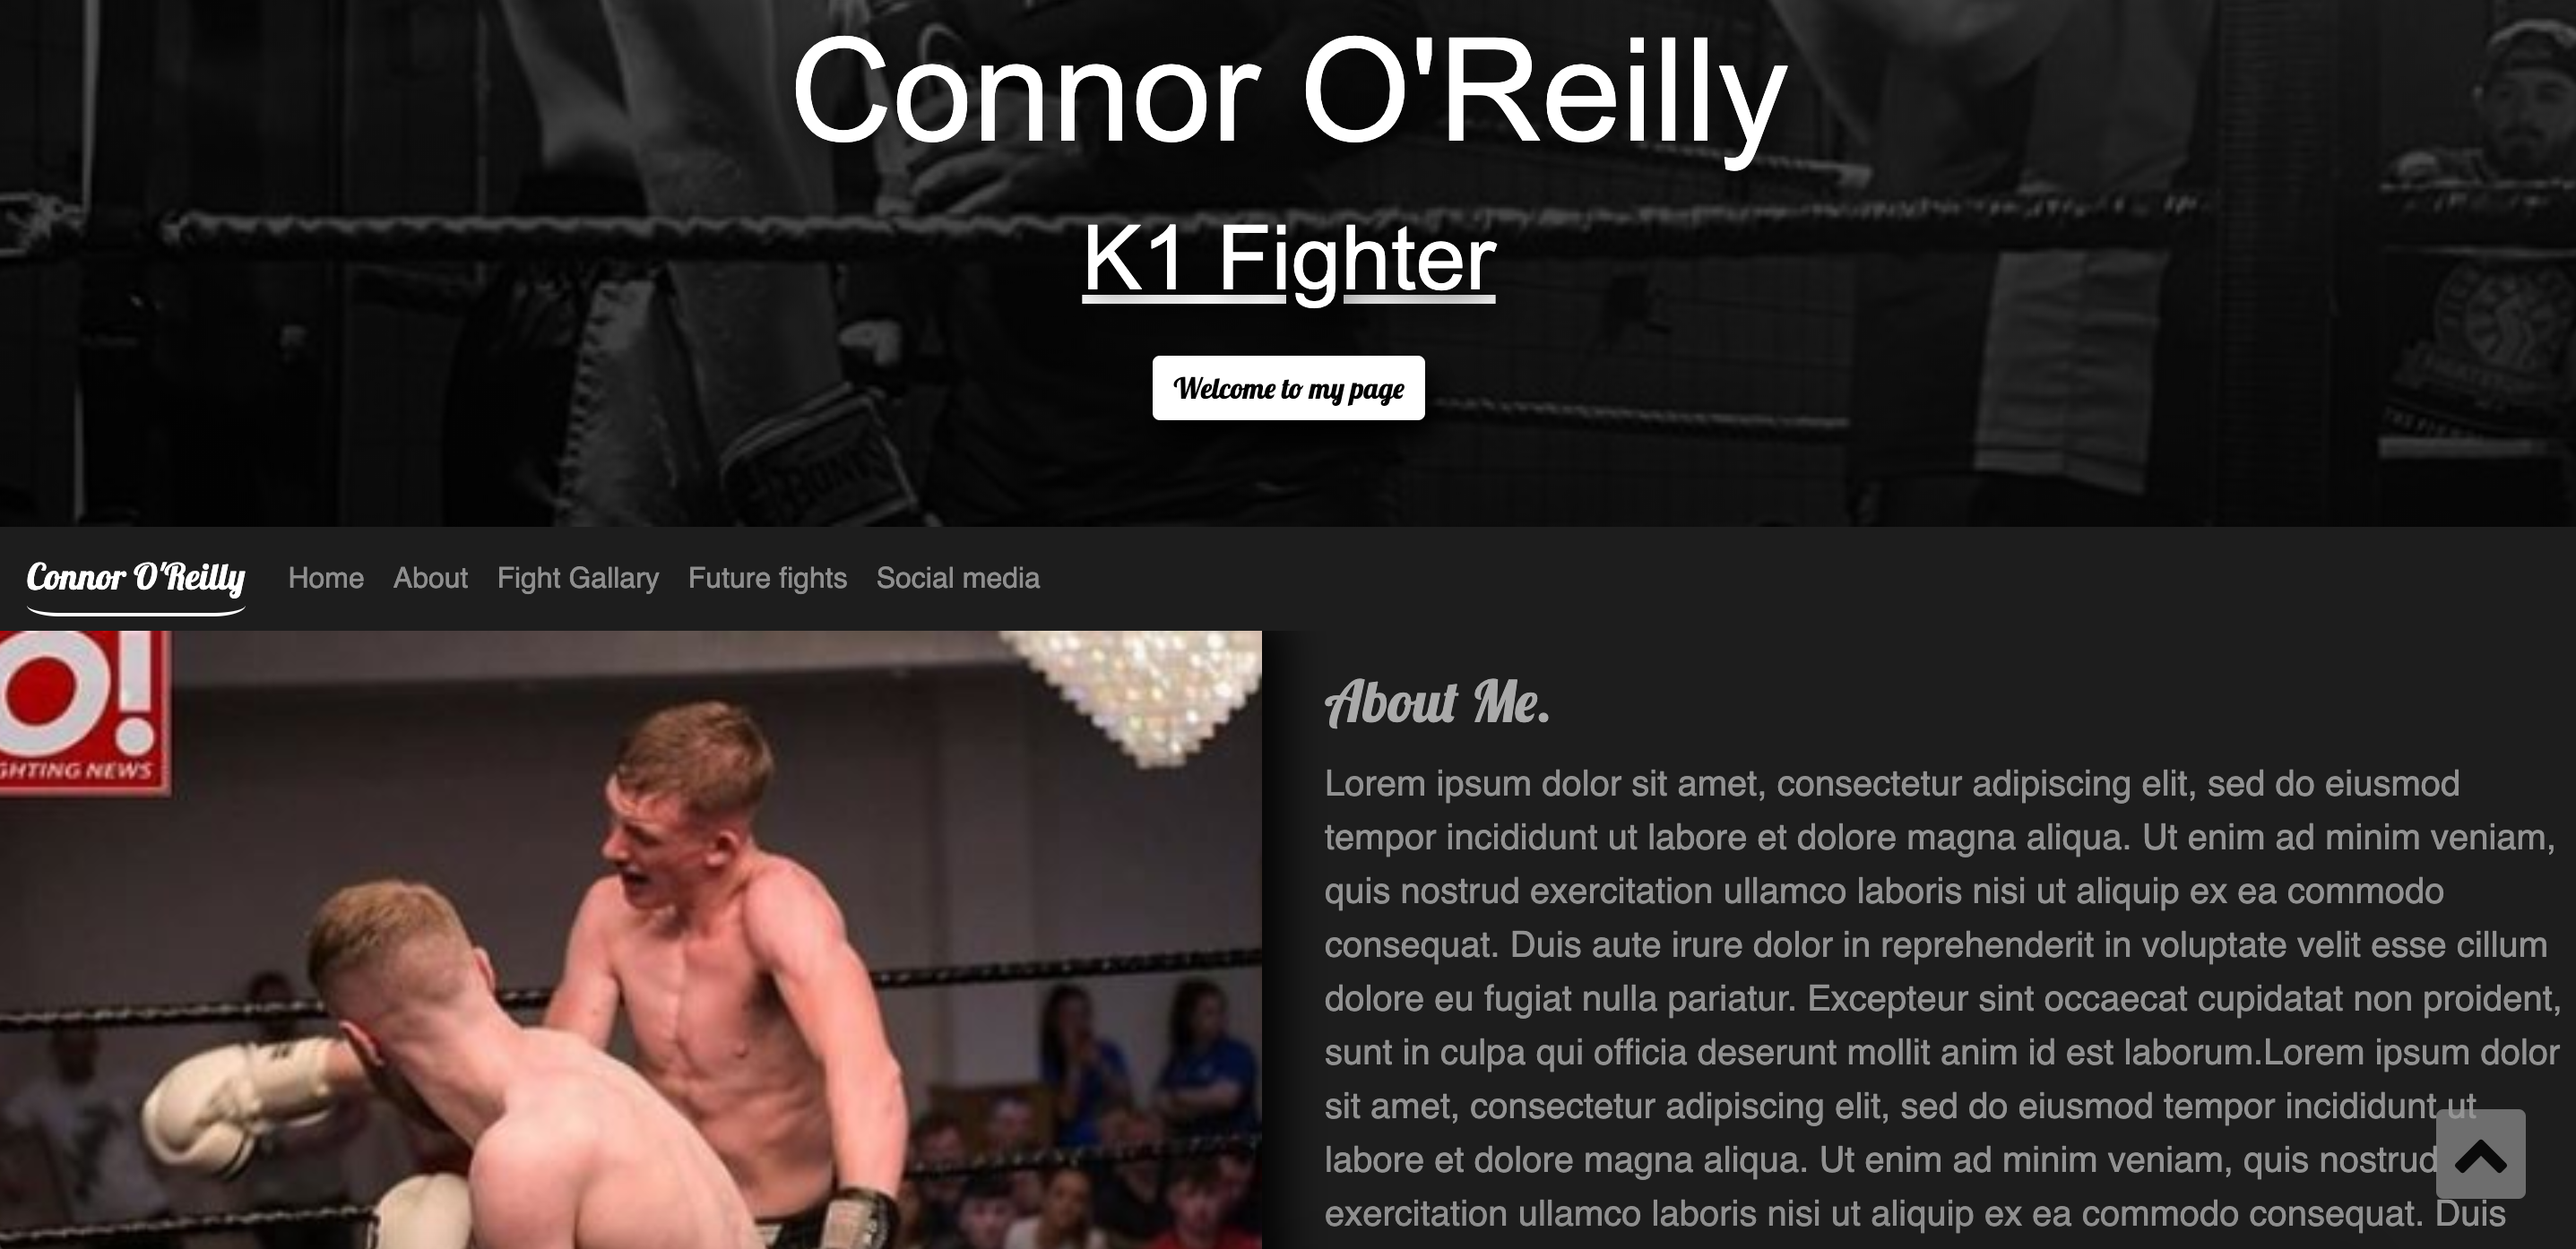 Connor O'Reilly
K1 Fighter
Welcome to my page
Connor O'Reilly Home About Fight Gallary Future fights Social media
O!
GHTING NEWS
About Me.
Lorem ipsum dolor sit amet, consectetur adipiscing elit, sed do eiusmod
tempor incididunt ut labore et dolore magna aliqua. Ut enim ad minim veniam,
quis nostrud exercitation ullamco laboris nisi ut aliquip ex ea commodo
consequat. Duis aute irure dolor in reprehenderit in voluptate velit esse cillum
dolore eu fugiat nulla pariatur. Excepteur sint occaecat cupidatat non proident,
sunt in culpa qui officia deserunt mollit anim id est laborum.Lorem ipsum dolor
sit amet, consectetur adipiscing elit, sed do eiusmod tempor incididunt ut
labore et dolore magna aliqua. Ut enim ad minim veniam, quis nostrud
exercitation ullamco laboris nisi ut aliquip ex ea commodo consequat. Duis